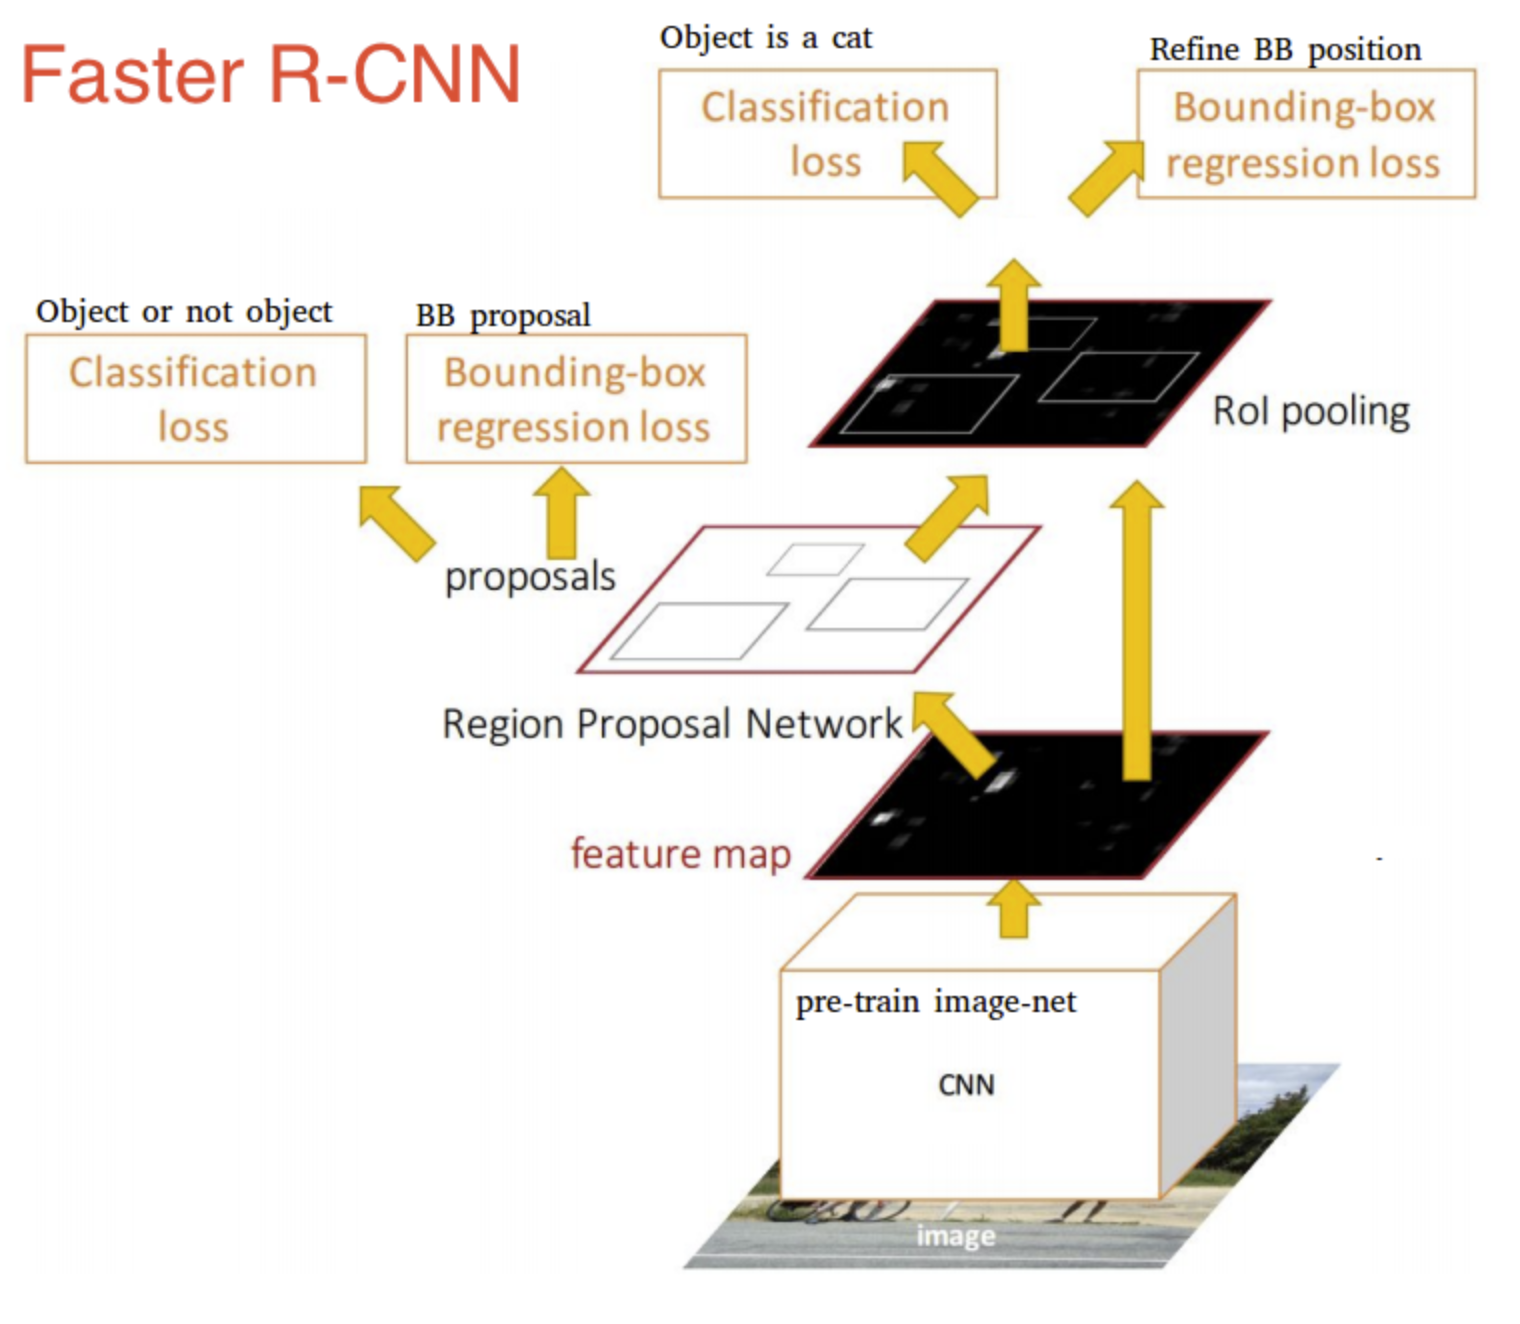 Faster R-CNN
Object is a cat
Classification
loss
Refine BB position
Bounding-box
regression loss
Object or not object
Classification
loss
BB proposal
Bounding-box
regression loss
RoI pooling
proposals
Region Proposal Network
feature map
pre-train image-net
CNN
image